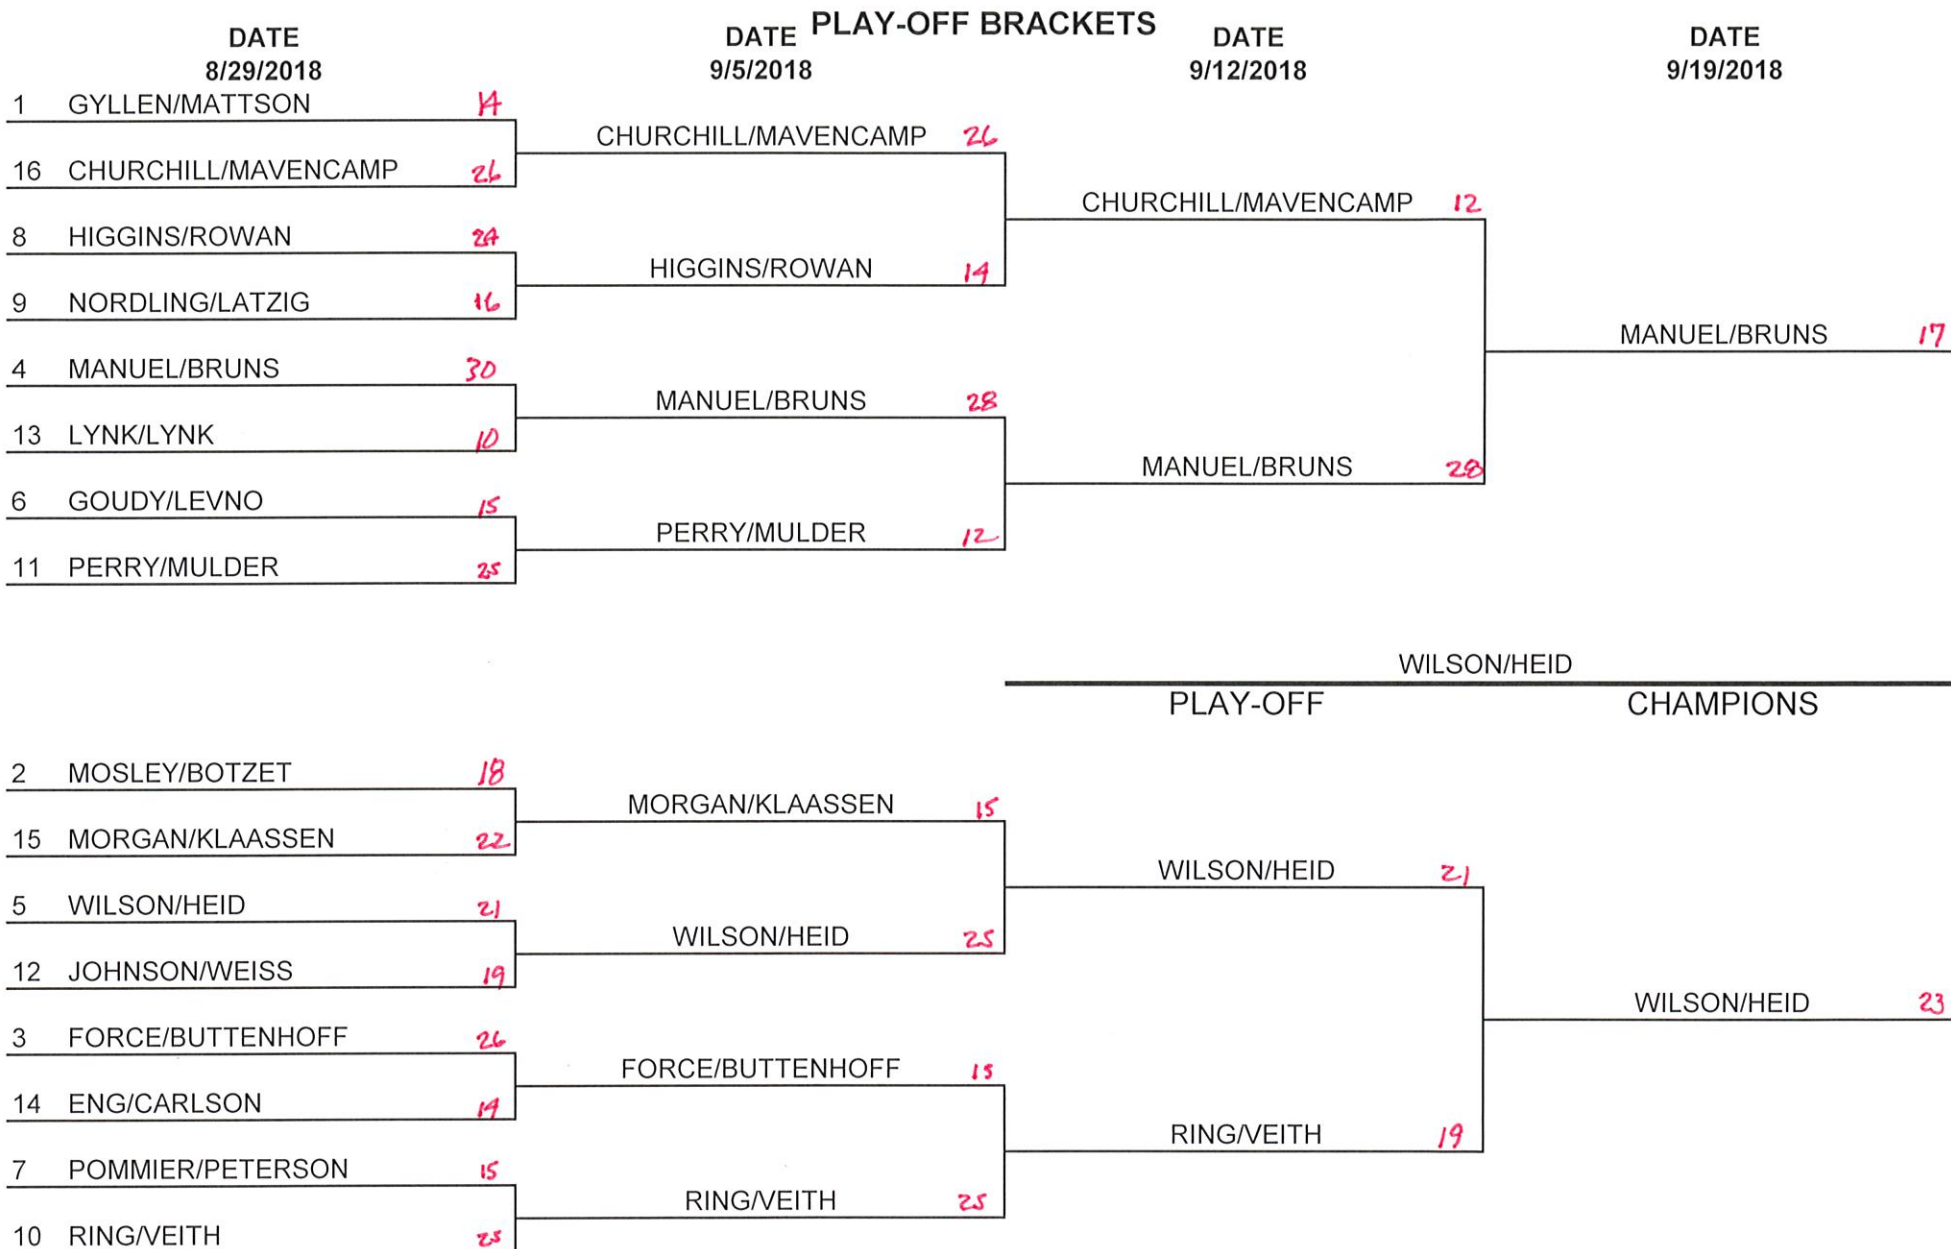 PLAY-OFF BRACKETS
DATE DATE DATE DATE
8/29/2018 9/5/2018 9/12/2018 9/19/2018
1 GYLLEN/MATTSON 14
CHURCHILL/MAVENCAMP 26
16 CHURCHILL/MAVENCAMP 26
CHURCHILL/MAVENCAMP 12
8 HIGGINS/ROWAN 24
HIGGINS/ROWAN 14
9 NORDLING/LATZIG 16
MANUEL/BRUNS 17
4 MANUEL/BRUNS 30
MANUEL/BRUNS 28
13 LYNK/LYNK 10
MANUEL/BRUNS 28
6 GOUDY/LEVNO 15
PERRY/MULDER 12
11 PERRY/MULDER 25
WILSON/HEID
PLAY-OFF CHAMPIONS
2 MOSLEY/BOTZET 18
MORGAN/KLAASSEN 15
15 MORGAN/KLAASSEN 22
WILSON/HEID 21
5 WILSON/HEID 21
WILSON/HEID 25
12 JOHNSON/WEISS 19
WILSON/HEID 23
3 FORCE/BUTTENHOFF 26
FORCE/BUTTENHOFF 15
14 ENG/CARLSON 14
RING/VEITH 19
7 POMMIER/PETERSON 15
RING/VEITH 25
10 RING/VEITH 25